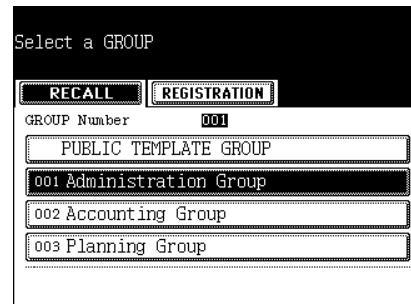 Select a GROUP
RECALL REGISTRATION
GROUP Number 001
PUBLIC TEMPLATE GROUP
001 Administration Group
002 Accounting Group
003 Planning Group